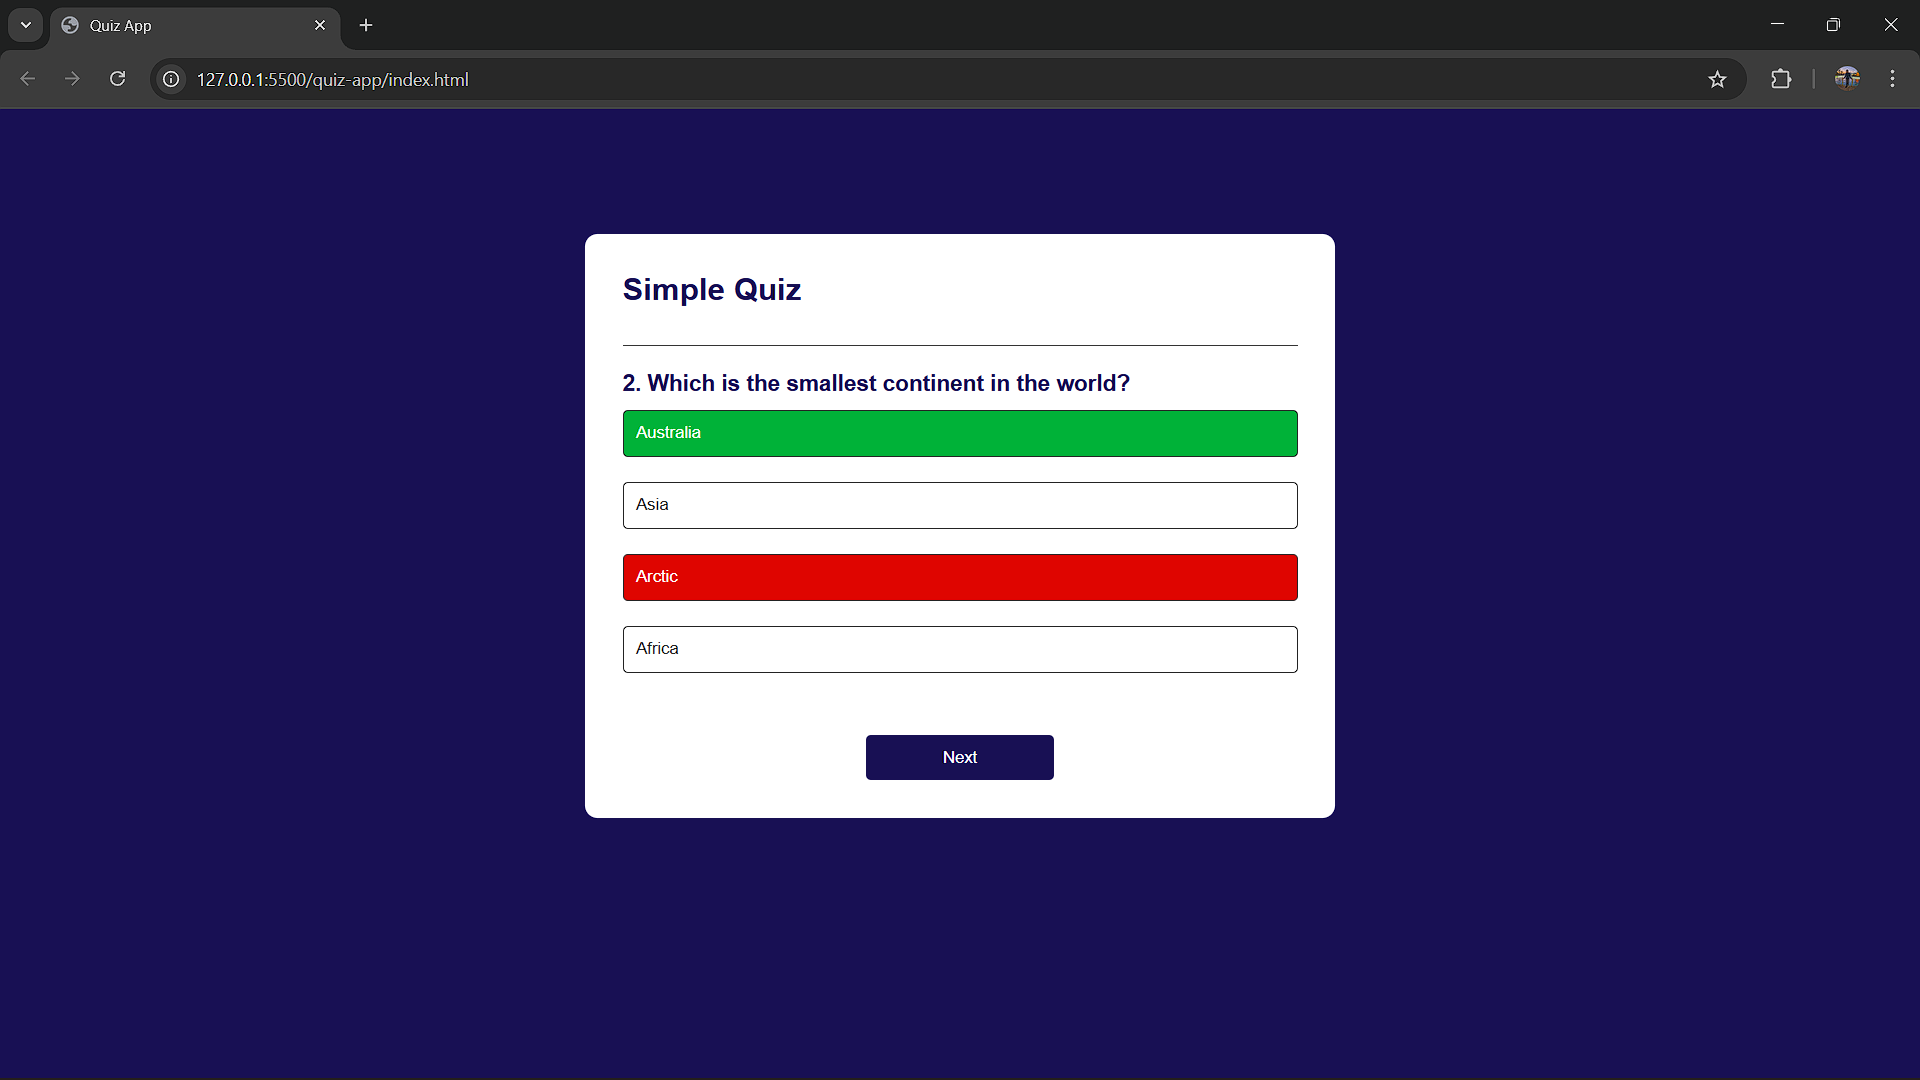 Quiz App
127.0.0.1:5500/quiz-app/index.html
Simple Quiz
2. Which is the smallest continent in the world?
Australia
Asia
Arctic
Africa
Next